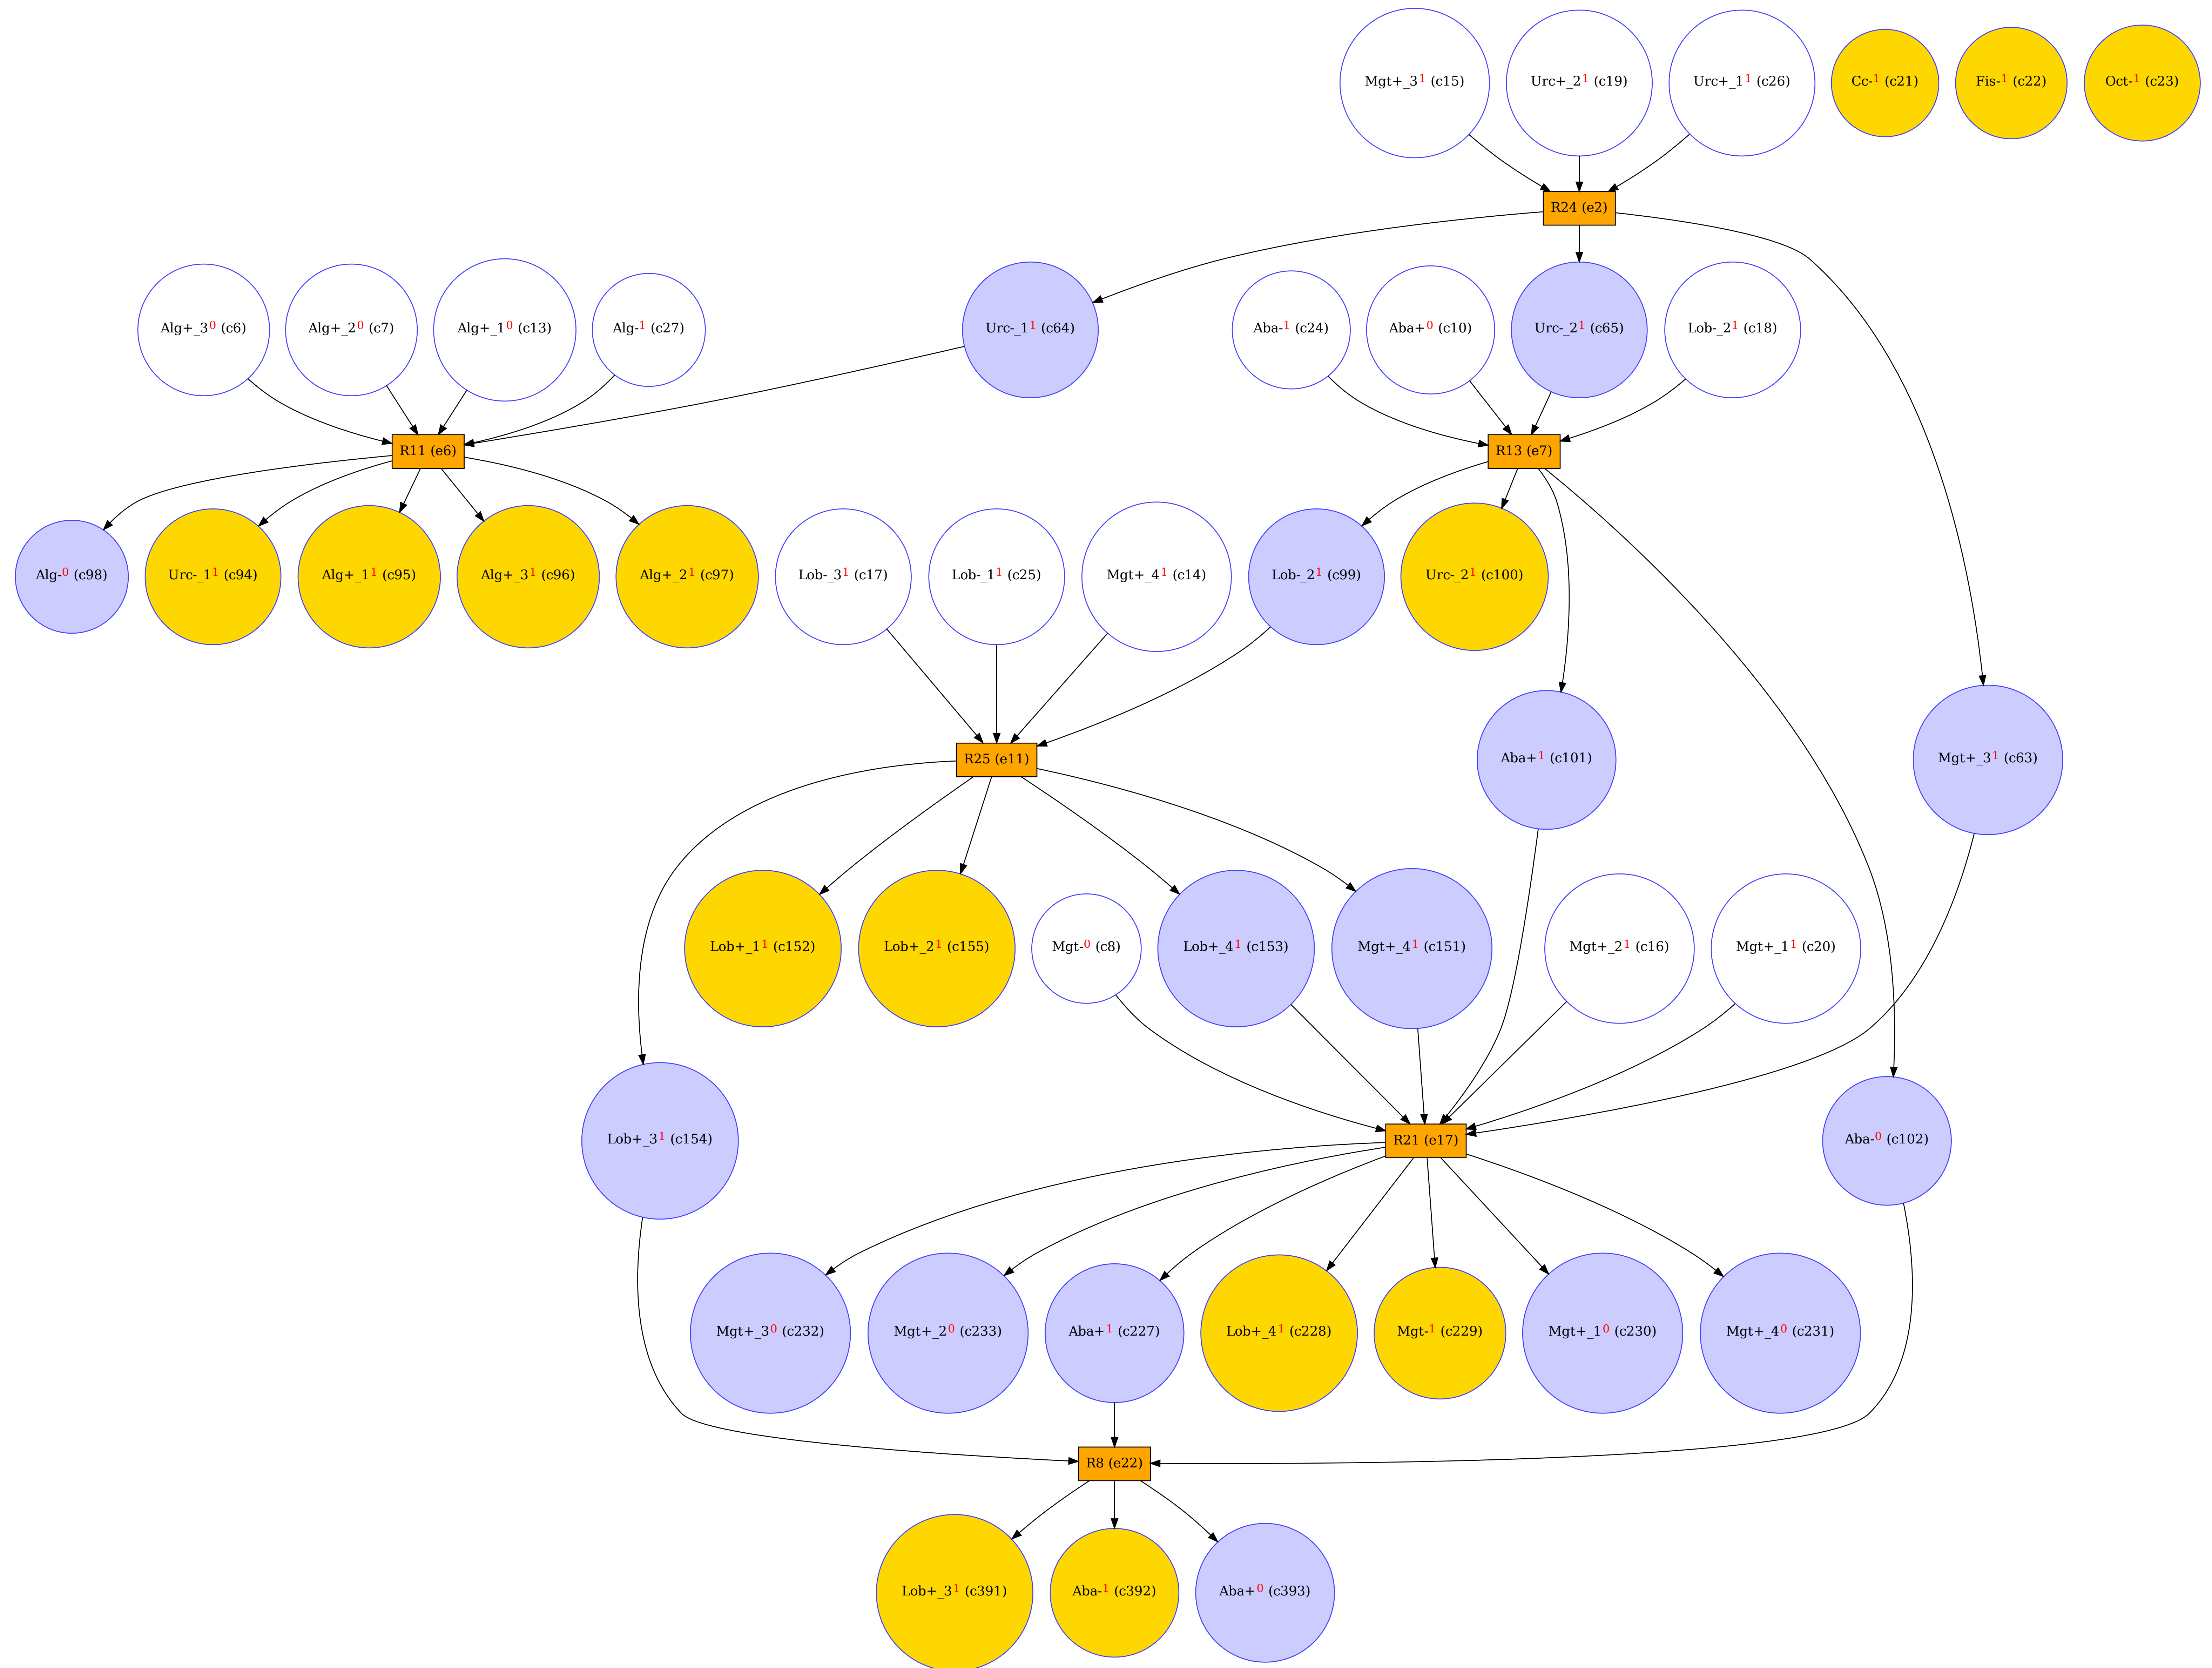 Mgt+_3¹ (c15)
Urc+_2¹ (c19)
Urc+_1¹ (c26)
Cc-¹ (c21)
Fis-¹ (c22)
Oct-¹ (c23)
R24 (e2)
Alg+_3⁰ (c6)
Alg+_2⁰ (c7)
Alg+_1⁰ (c13)
Alg-¹ (c27)
Urc-_1¹ (c64)
Aba-¹ (c24)
Aba+⁰ (c10)
Urc-_2¹ (c65)
Lob-_2¹ (c18)
R11 (e6)
R13 (e7)
Alg-⁰ (c98)
Urc-_1¹ (c94)
Alg+_1¹ (c95)
Alg+_3¹ (c96)
Alg+_2¹ (c97)
Lob-_3¹ (c17)
Lob-_1¹ (c25)
Mgt+_4¹ (c14)
Lob-_2¹ (c99)
Urc-_2¹ (c100)
R25 (e11)
Aba+¹ (c101)
Mgt+_3¹ (c63)
Lob+_1¹ (c152)
Lob+_2¹ (c155)
Mgt-⁰ (c8)
Lob+_4¹ (c153)
Mgt+_4¹ (c151)
Mgt+_2¹ (c16)
Mgt+_1¹ (c20)
Lob+_3¹ (c154)
R21 (e17)
Aba-⁰ (c102)
Mgt+_3⁰ (c232)
Mgt+_2⁰ (c233)
Aba+¹ (c227)
Lob+_4¹ (c228)
Mgt-¹ (c229)
Mgt+_1⁰ (c230)
Mgt+_4⁰ (c231)
R8 (e22)
Lob+_3¹ (c391)
Aba-¹ (c392)
Aba+⁰ (c393)